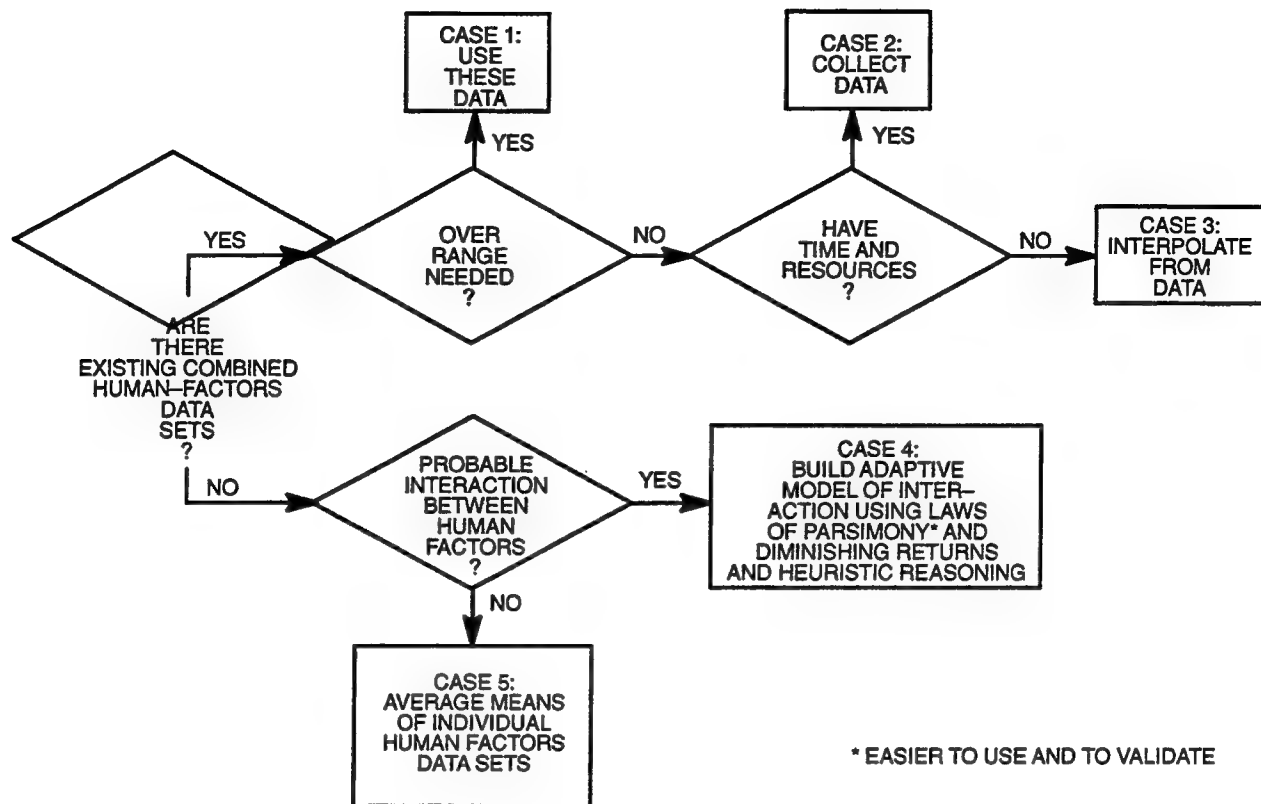 CASE 1:
USE
THESE
DATA
CASE 2:
COLLECT
DATA
YES
YES
YES
OVER
RANGE
NEEDED
?
NO
HAVE
TIME AND
RESOURCES
?
NO
CASE 3:
INTERPOLATE
FROM
DATA
ARE
THERE
EXISTING COMBINED
HUMAN–FACTORS
DATA
SETS
?
NO
PROBABLE
INTERACTION
BETWEEN
HUMAN
FACTORS
?
YES
CASE 4:
BUILD ADAPTIVE
MODEL OF INTER–
ACTION USING LAWS
OF PARSIMONY* AND
DIMINISHING RETURNS
AND HEURISTIC REASONING
NO
CASE 5:
AVERAGE MEANS
OF INDIVIDUAL
HUMAN FACTORS
DATA SETS
* EASIER TO USE AND TO VALIDATE